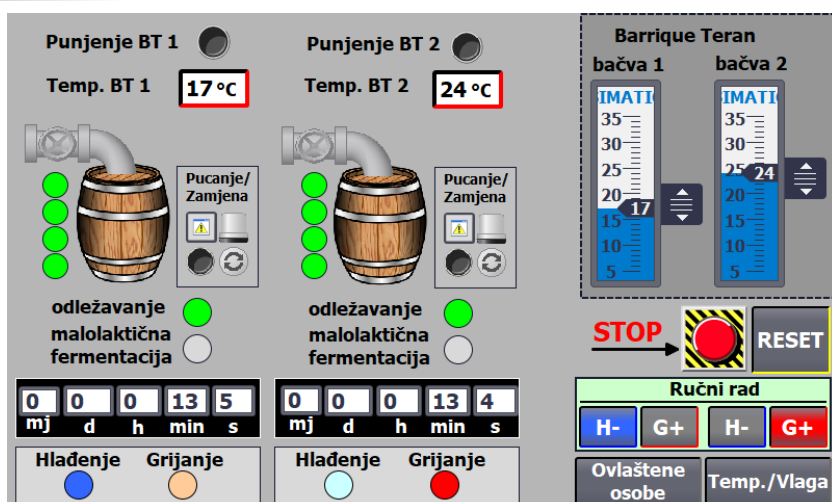 Punjenje BT 1
Temp. BT 1
17 °C
Pucanje/
Zamjena
odležavanje
malolaktična
fermentacija
0 0 0 13 5
mj d h min s
Hlađenje Grijanje
Punjenje BT 2
Temp. BT 2
24 °C
Pucanje/
Zamjena
odležavanje
malolaktična
fermentacija
0 0 0 13 4
mj d h min s
Hlađenje Grijanje
Barrique Teran
bačva 1
IMATI
35
30
25
20
17
15
10
5
bačva 2
IMATI
35
30
25
24
20
15
10
5
STOP
RESET
Ručni rad
H- G+ H- G+
Ovlaštene
osobe
Temp./Vlaga